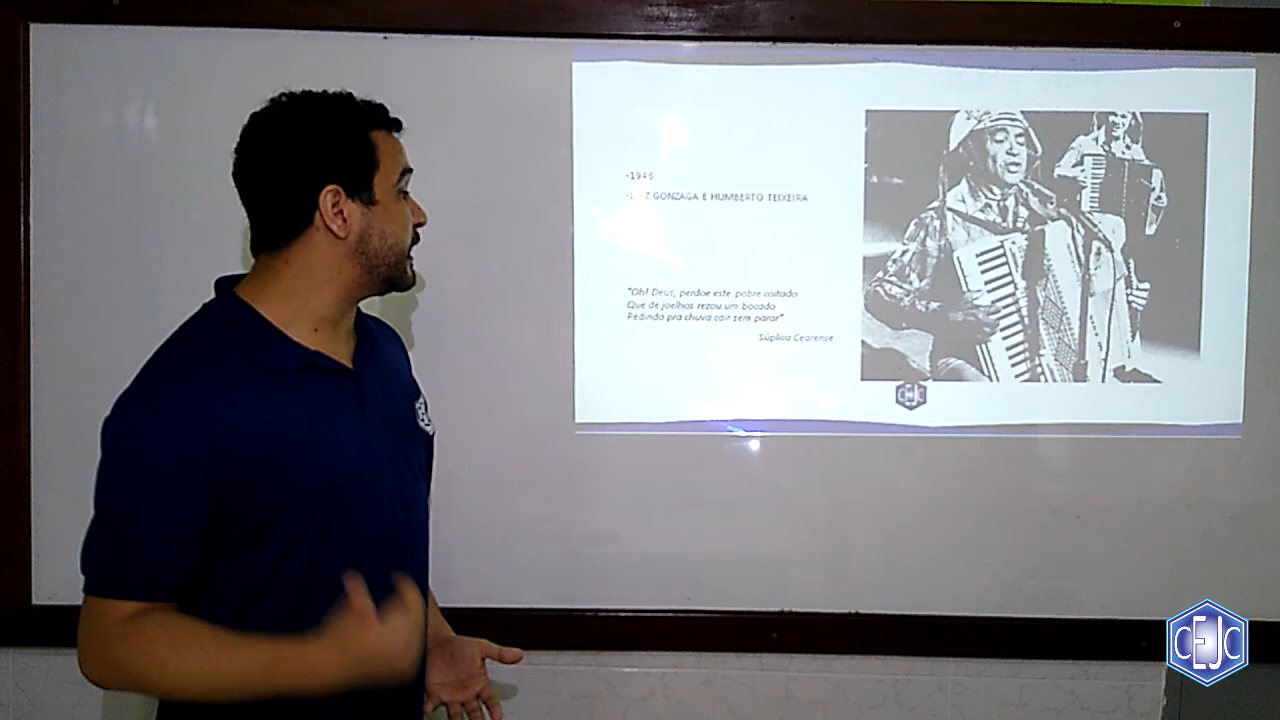 -1946
GONZAGA E HUMBERTO TEIXEIRA
"Oh! Deus, perdoe este pobre coitado
Que de joelhos rezou um bocado
Pedindo pra chuva cair sem parar"
Súplica Cearense
CEJC
CEJC